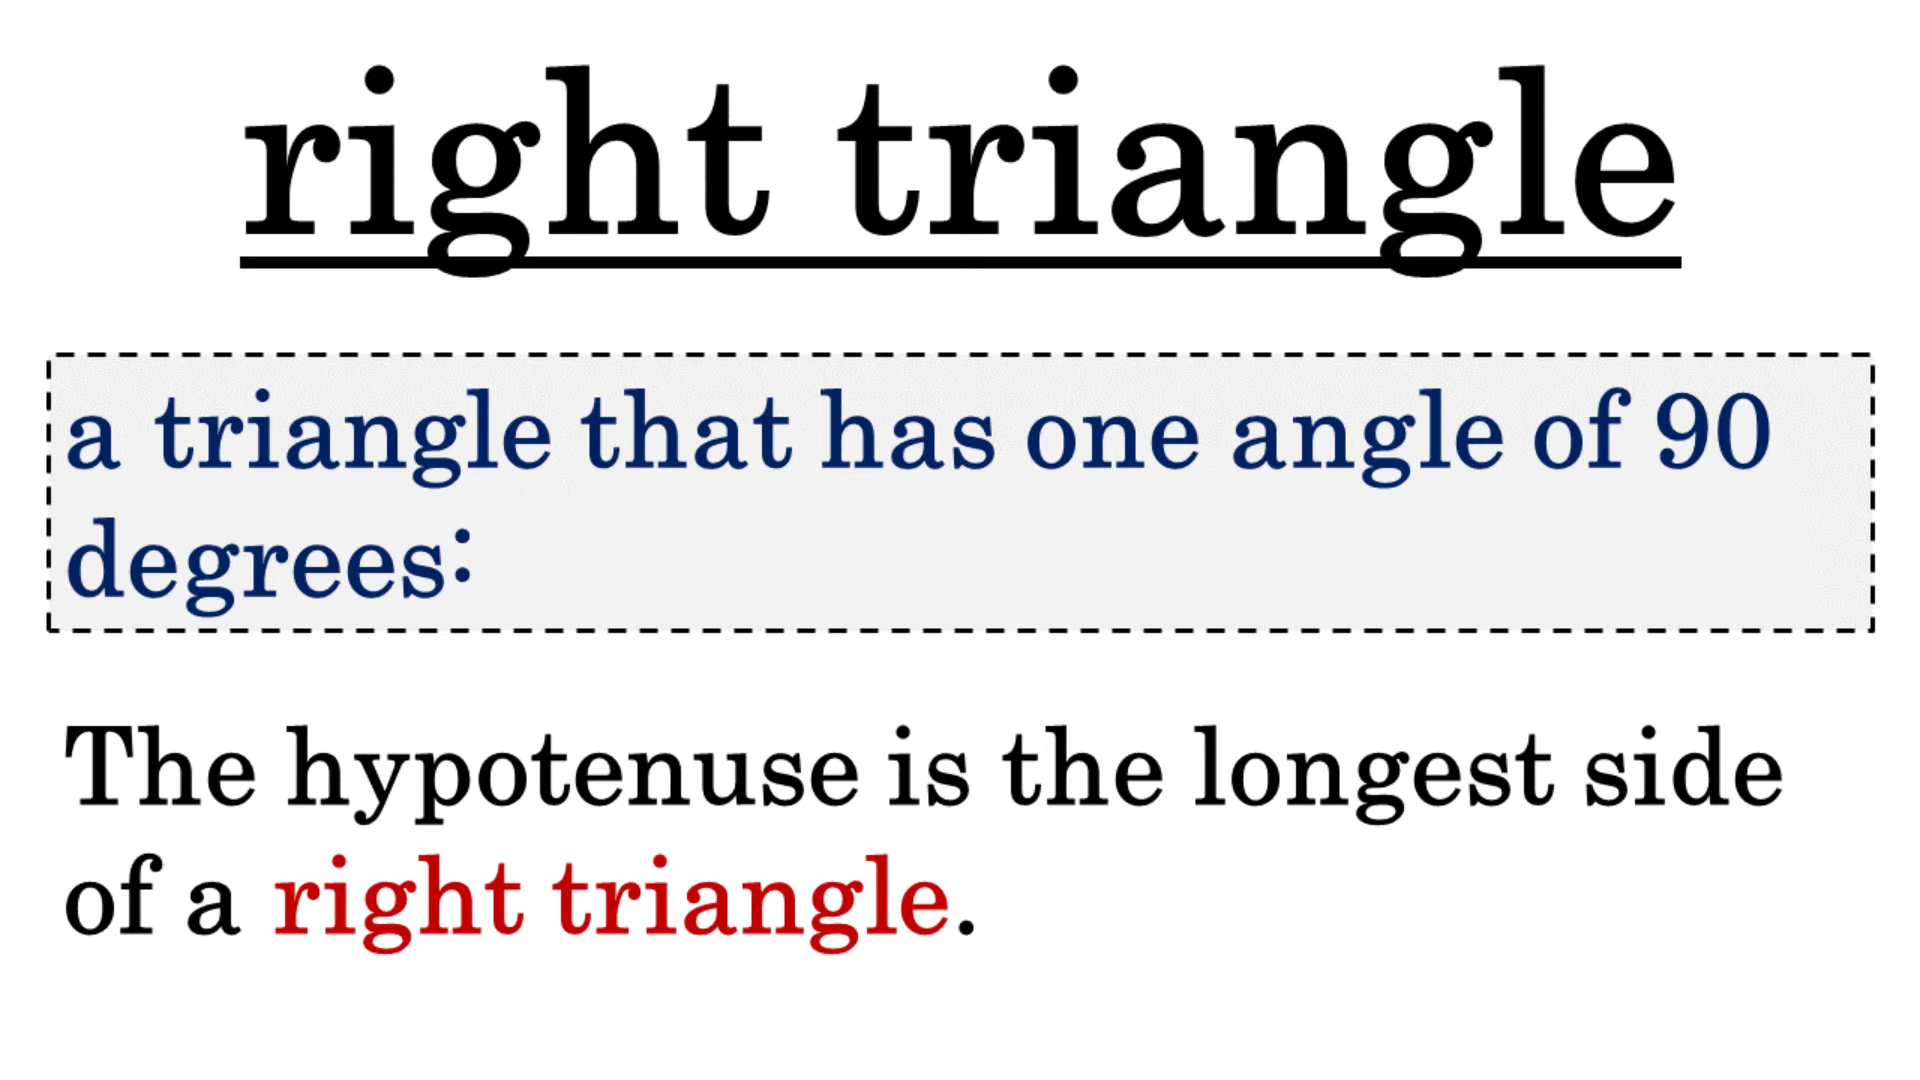 right triangle
a triangle that has one angle of 90
degrees:
The hypotenuse is the longest side
of a right triangle.